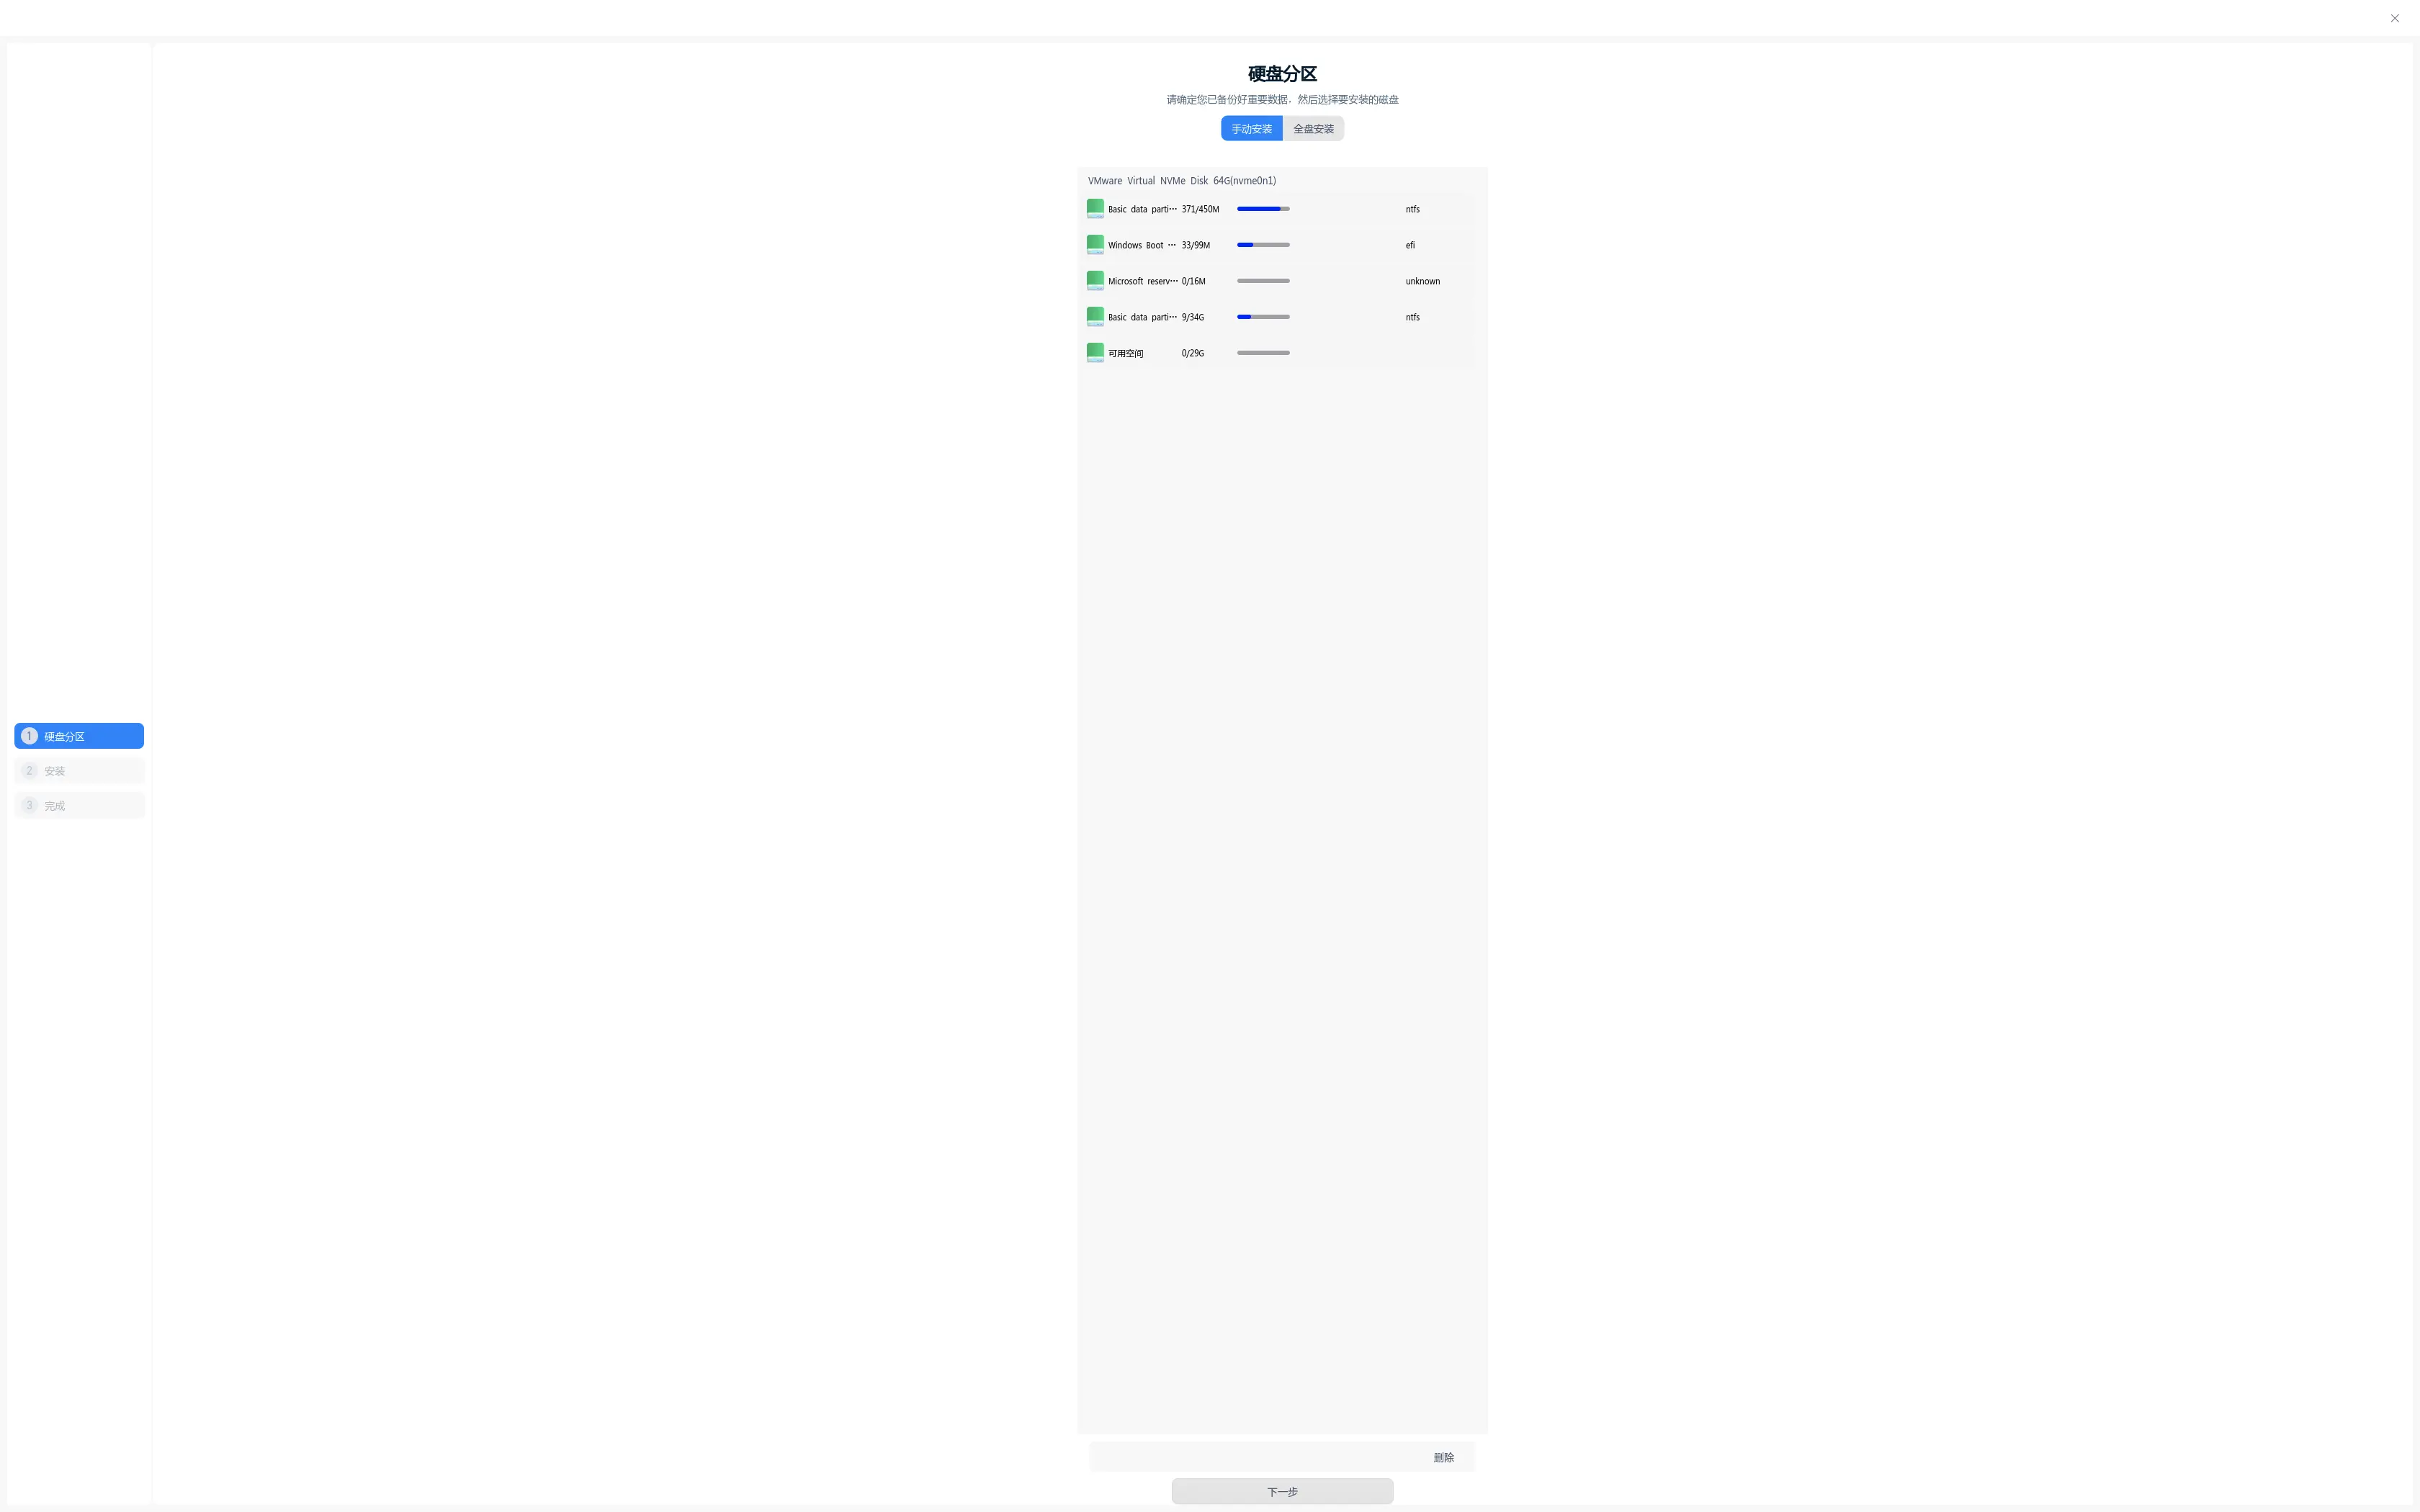 硬盘分区
请确定您已备份好重要数据，然后选择要安装的磁盘
手动安装 全盘安装
VMware Virtual NVMe Disk 64G(nvme0n1)
Basic data parti… 371/450M ntfs
Windows Boot … 33/99M efi
Microsoft reserv… 0/16M unknown
Basic data parti… 9/34G ntfs
可用空间 0/29G
1 硬盘分区
2 安装
3 完成
删除
下一步